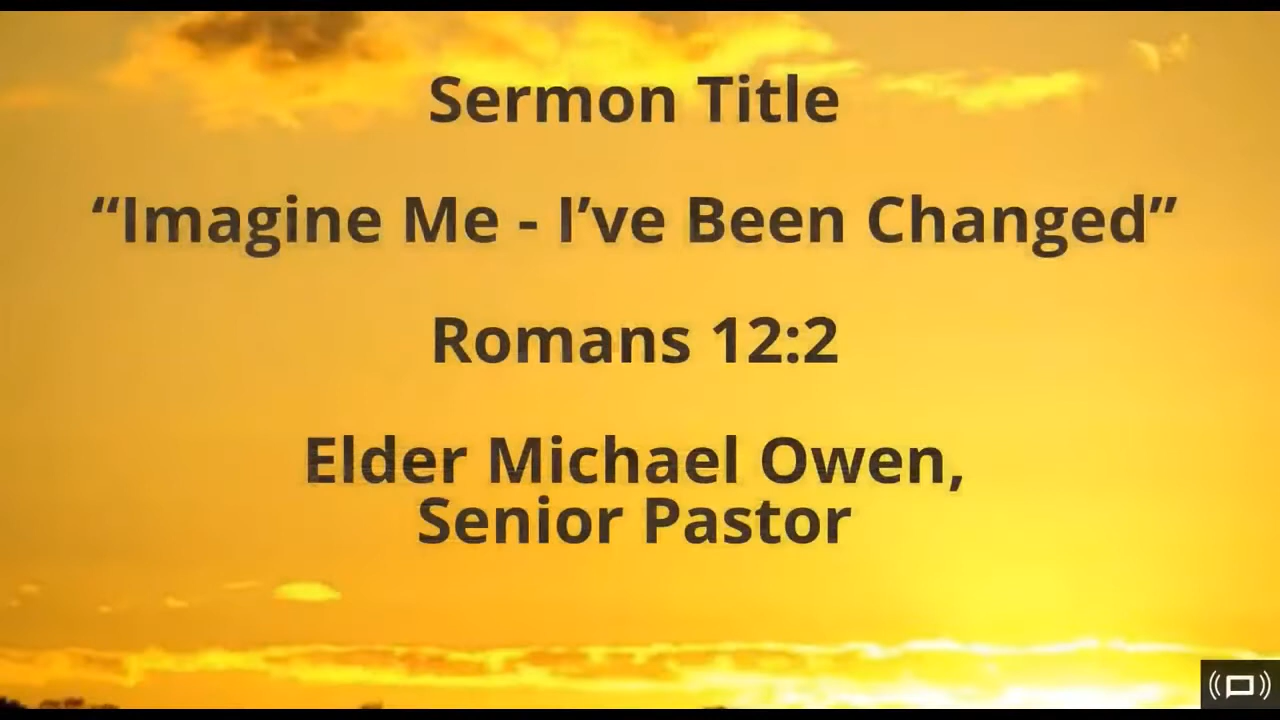 Sermon Title
“Imagine Me - I’ve Been Changed”
Romans 12:2
Elder Michael Owen,
Senior Pastor